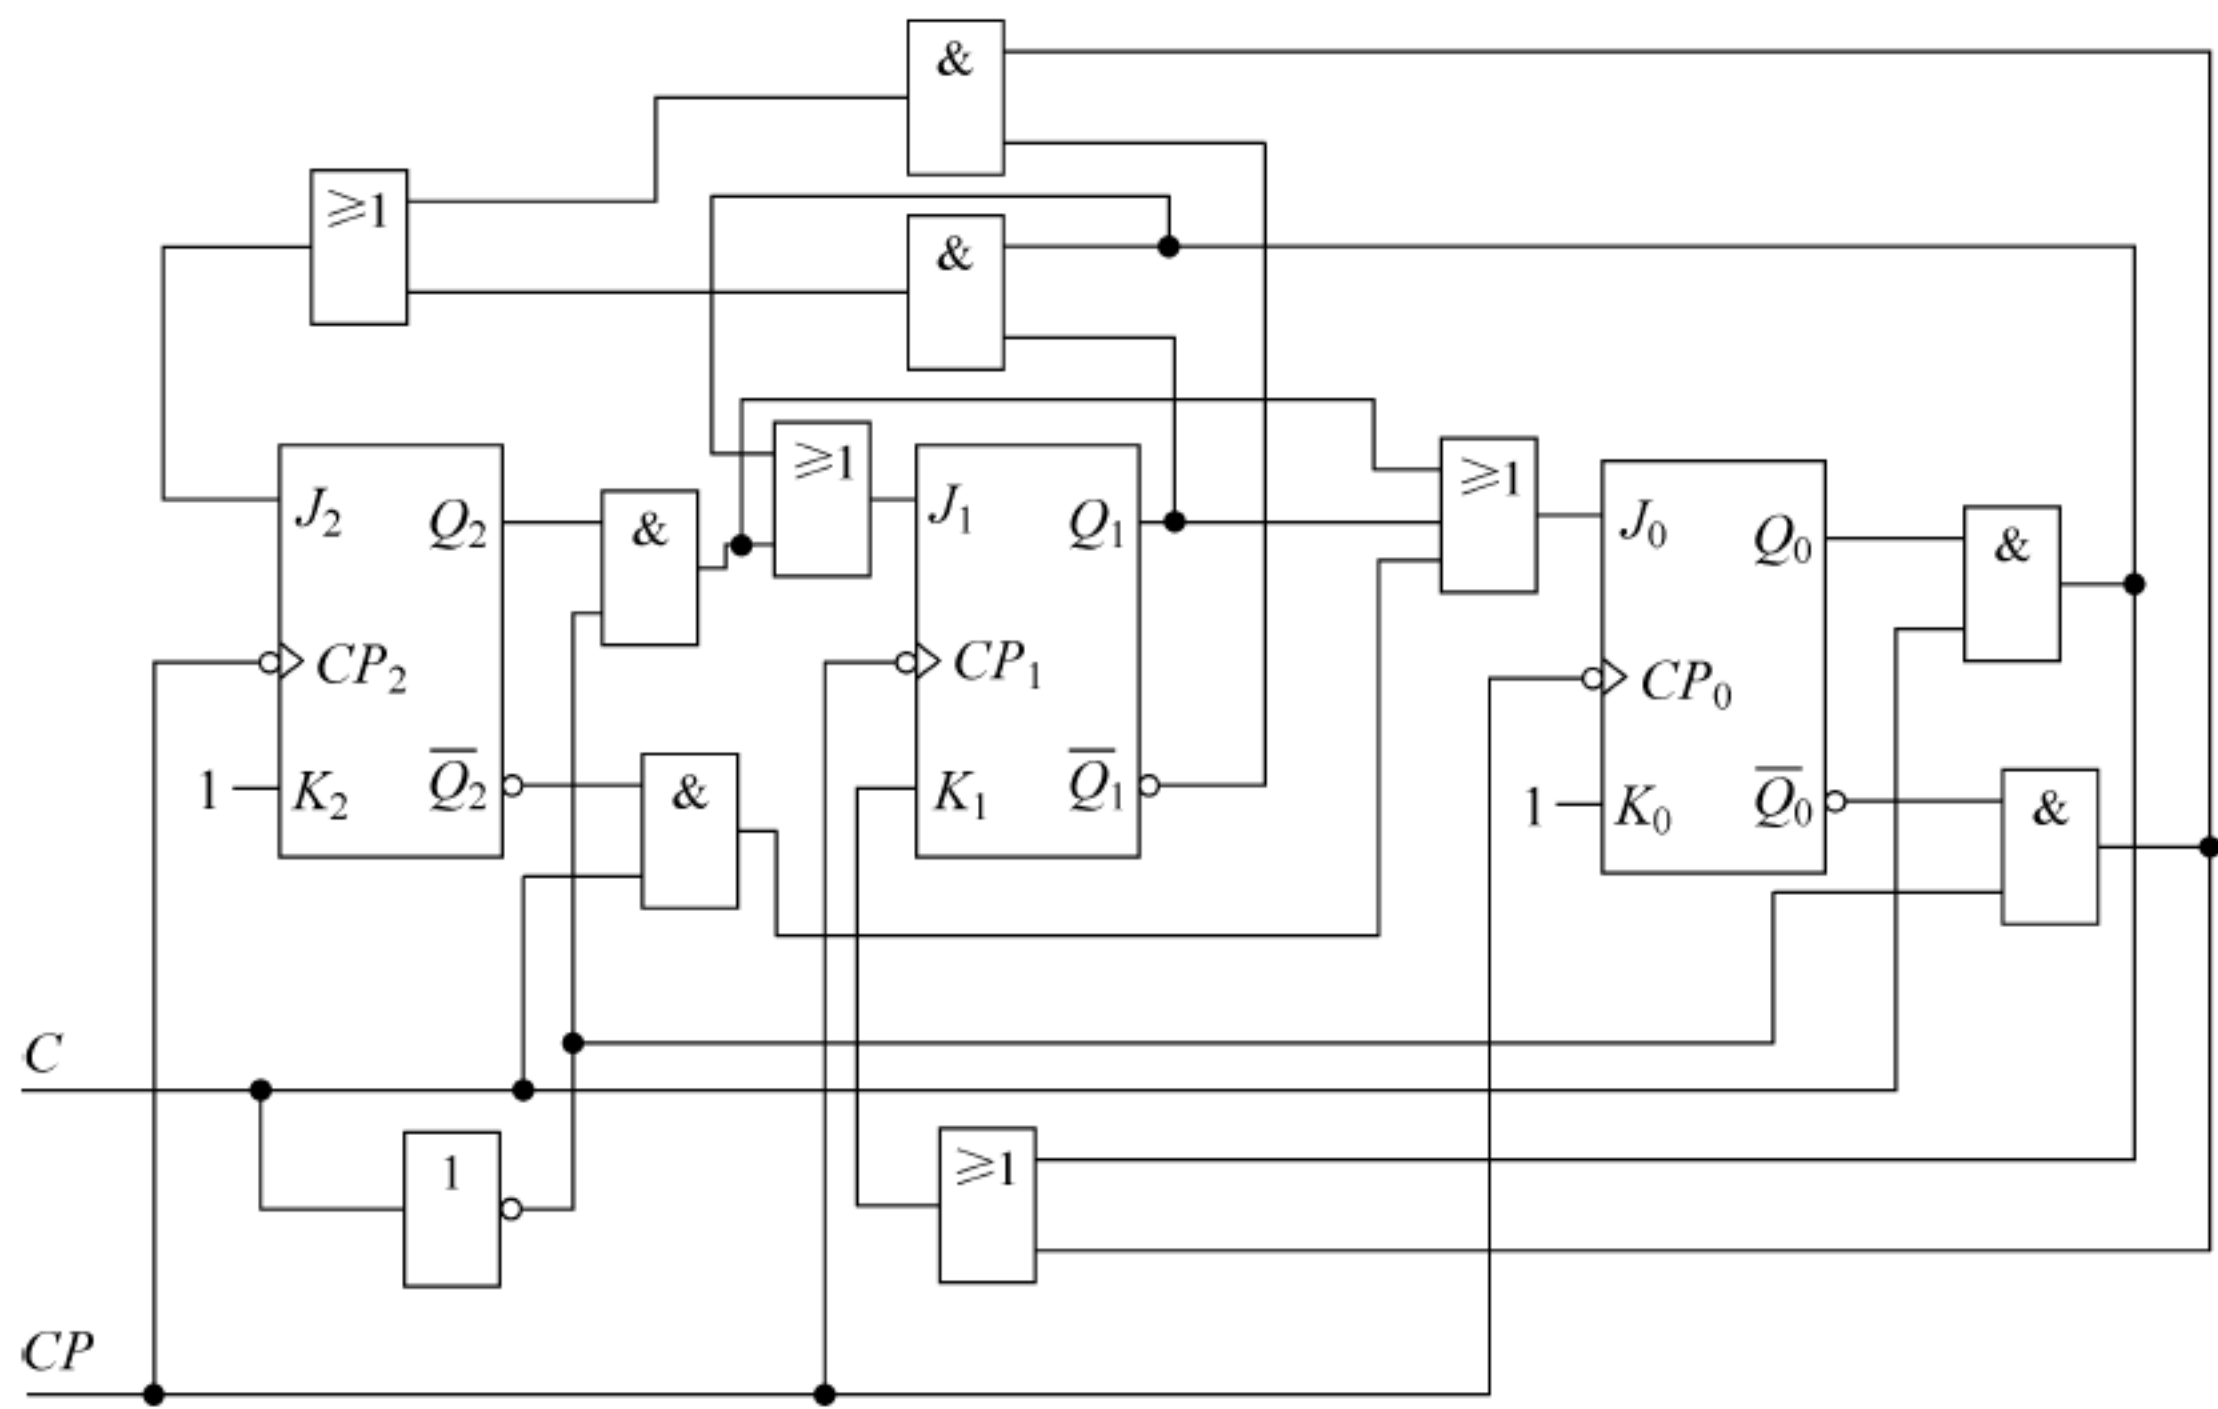 &
≥1
&
≥1
≥1
J₂ Q₂
&
J₁ Q₁
J₀ Q₀
&
CP₂
CP₁
CP₀
1 K₂ Q̅₂
&
K₁ Q̅₁
1 K₀ Q̅₀
&
C
1
≥1
CP